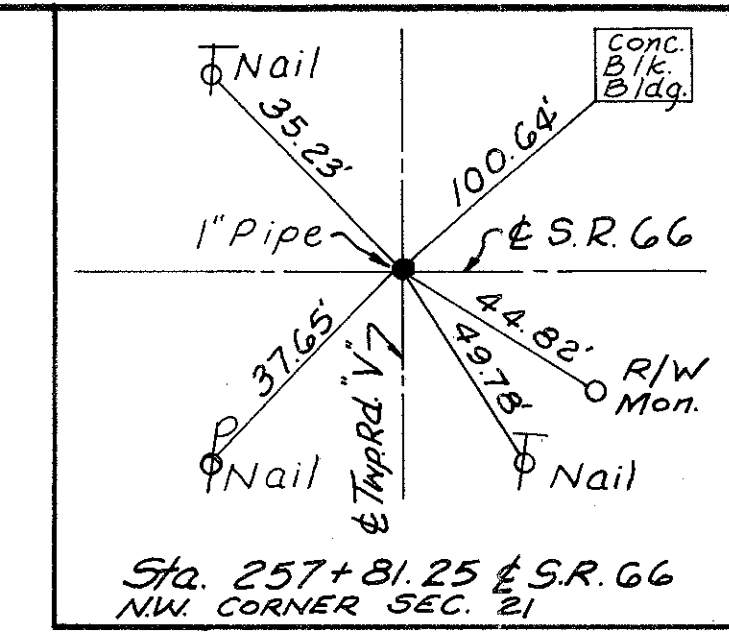 Nail
Conc.
Blk.
Bldg.
35.23'
100.64'
1" Pipe
℄ S.R. 66
37.65'
44.82'
49.78'
℄ Twp.Rd. "V"
R/W
Mon.
P
Nail
T
Nail
T
Sta. 257+81.25 ℄ S.R. 66
N.W. CORNER SEC. 21